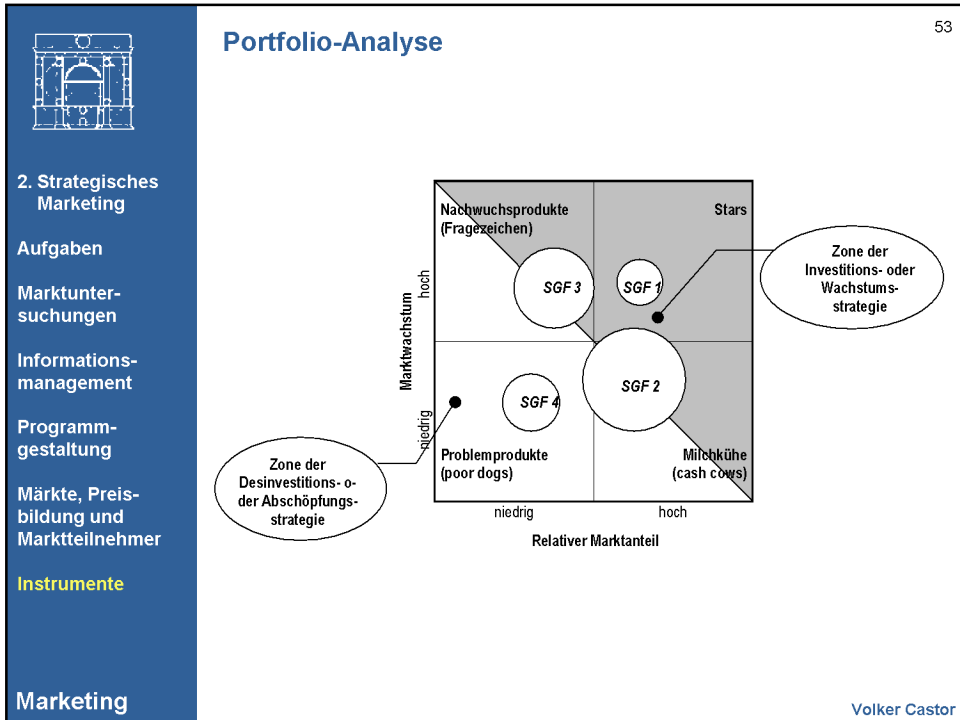 53
Portfolio-Analyse
2. Strategisches
Marketing
Aufgaben
Marktunter-
suchungen
Informations-
management
Programm-
gestaltung
Märkte, Preis-
bildung und
Marktteilnehmer
Instrumente
Marketing
Nachwuchsprodukte
(Fragezeichen)
Stars
SGF 3
SGF 1
SGF 2
SGF 4
Problemprodukte
(poor dogs)
Milchkühe
(cash cows)
Marktwachstum
hoch
niedrig
niedrig
hoch
Relativer Marktanteil
Zone der
Investitions- oder
Wachstums-
strategie
Zone der
Desinvestitions- o-
der Abschöpfungs-
strategie
Volker Castor